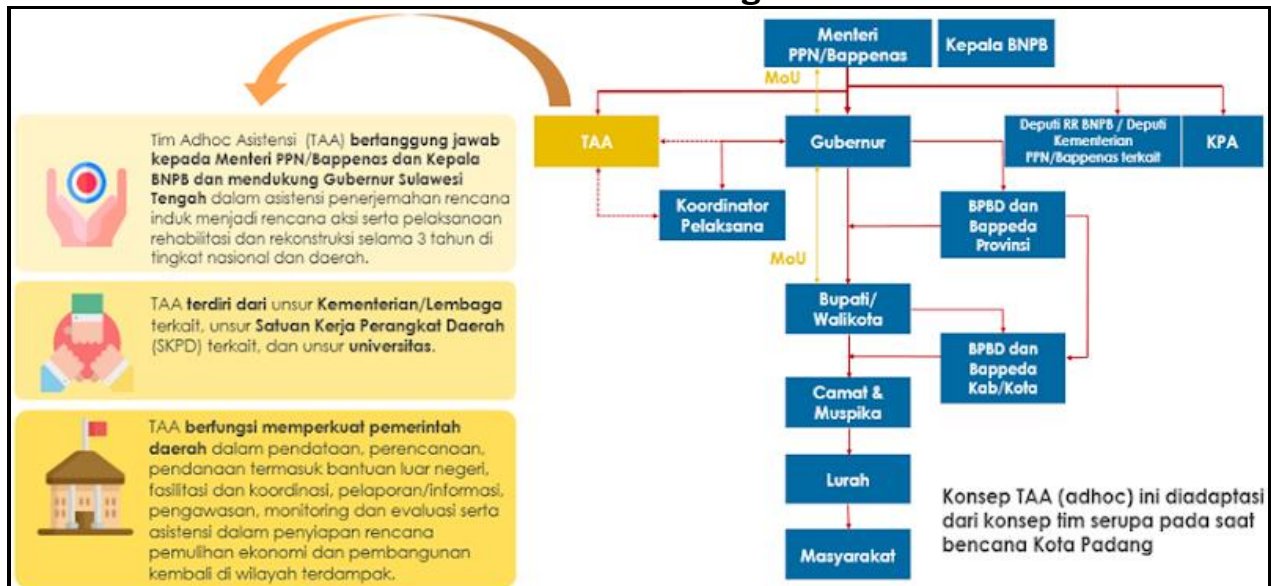 Menteri
PPN/Bappenas
Kepala BNPB
MoU
TAA
Gubernur
Deputi RR BNPB / Deputi
Kementerian
PPN/Bappenas terkait
KPA
Koordinator
Pelaksana
BPBD dan
Bappeda
Provinsi
MoU
Bupati/
Walikota
BPBD dan
Bappeda
Kab/Kota
Camat &
Muspika
Lurah
Masyarakat
Tim Adhoc Asistensi (TAA) bertanggung jawab
kepada Menteri PPN/Bappenas dan Kepala
BNPB dan mendukung Gubernur Sulawesi
Tengah dalam asistensi penerjemahan rencana
induk menjadi rencana aksi serta pelaksanaan
rehabilitasi dan rekonstruksi selama 3 tahun di
tingkat nasional dan daerah.
TAA terdiri dari unsur Kementerian/Lembaga
terkait, unsur Satuan Kerja Perangkat Daerah
(SKPD) terkait, dan unsur universitas.
TAA berfungsi memperkuat pemerintah
daerah dalam pendataan, perencanaan,
pendanaan termasuk bantuan luar negeri,
fasilitasi dan koordinasi, pelaporan/informasi,
pengawasan, monitoring dan evaluasi serta
asistensi dalam penyiapan rencana
pemulihan ekonomi dan pembangunan
kembali di wilayah terdampak.
Konsep TAA (adhoc) ini diadaptasi
dari konsep tim serupa pada saat
bencana Kota Padang